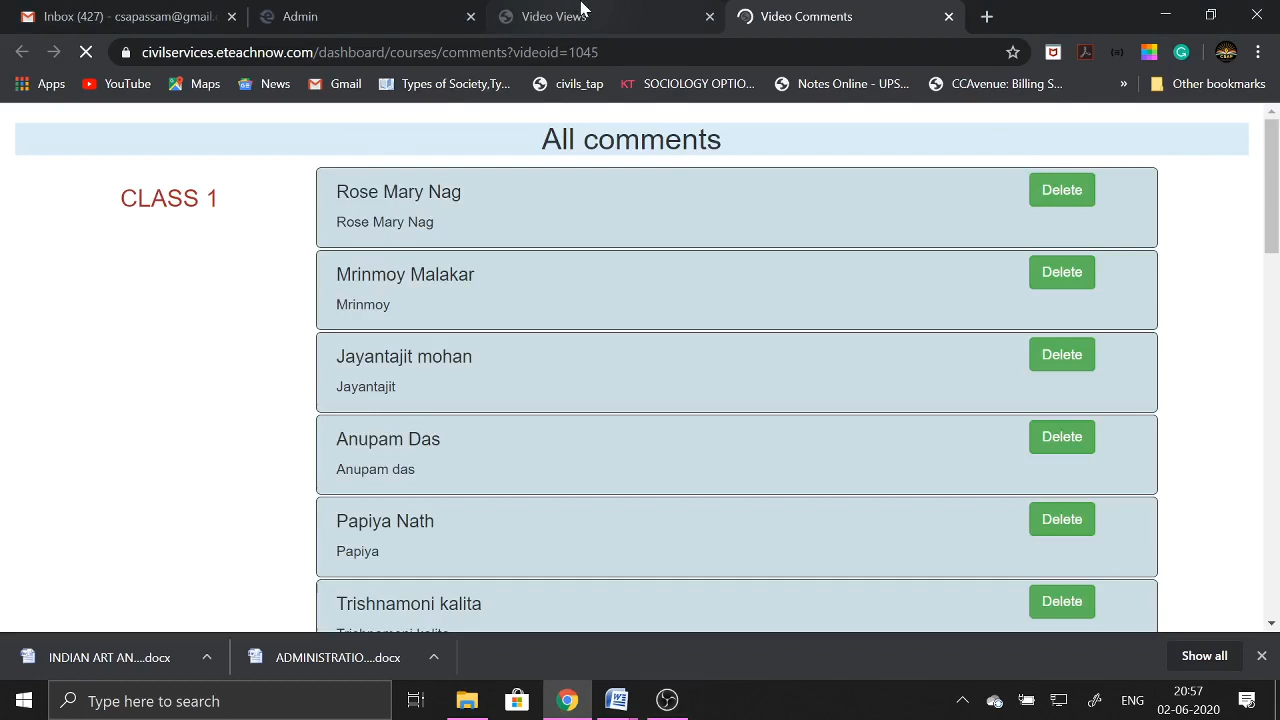 Inbox (427) - csapassam@gmail.c
Admin
Video Views
Video Comments
civilservices.eteachnow.com/dashboard/courses/comments?videoid=1045
Apps
YouTube
Maps
News
Gmail
Types of Society,Ty...
civils_tap
KT SOCIOLOGY OPTIO...
Notes Online - UPS...
CCAvenue: Billing S...
»
Other bookmarks
All comments
CLASS 1
Rose Mary Nag
Delete
Rose Mary Nag
Mrinmoy Malakar
Delete
Mrinmoy
Jayantajit mohan
Delete
Jayantajit
Anupam Das
Delete
Anupam das
Papiya Nath
Delete
Papiya
Trishnamoni kalita
Delete
Trishnamoni kalita
INDIAN ART AN....docx
ADMINISTRATIO....docx
Show all
Type here to search
ENG
20:57
02-06-2020